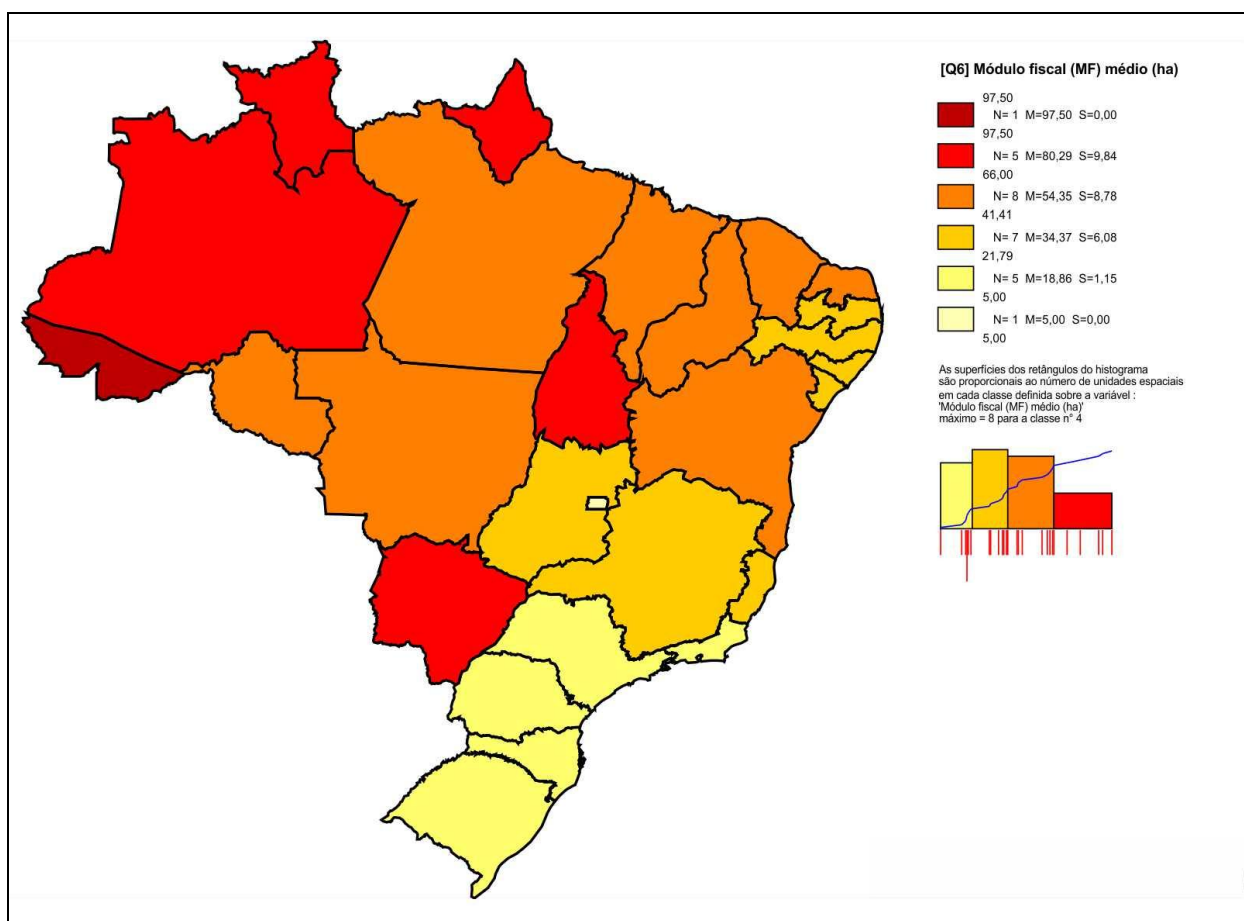 [Q6] Módulo fiscal (MF) médio (ha)
97,50
N= 1 M=97,50 S=0,00
97,50
N= 5 M=80,29 S=9,84
66,00
N= 8 M=54,35 S=8,78
41,41
N= 7 M=34,37 S=6,08
21,79
N= 5 M=18,86 S=1,15
5,00
N= 1 M=5,00 S=0,00
5,00
As superfícies dos retângulos do histograma
são proporcionais ao número de unidades espaciais
em cada classe definida sobre a variável :
'Módulo fiscal (MF) médio (ha)'
máximo = 8 para a classe n° 4